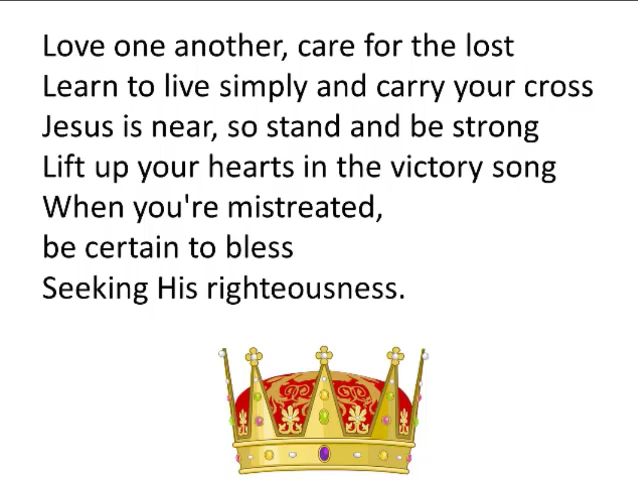 Love one another, care for the lost
Learn to live simply and carry your cross
Jesus is near, so stand and be strong
Lift up your hearts in the victory song
When you're mistreated,
be certain to bless
Seeking His righteousness.